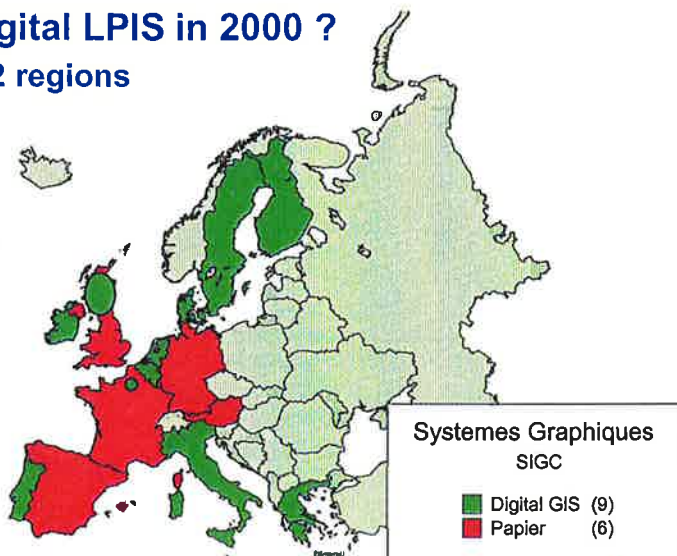 gital LPIS in 2000 ?
2 regions
Systemes Graphiques
SIGC
Digital GIS (9)
Papier (6)